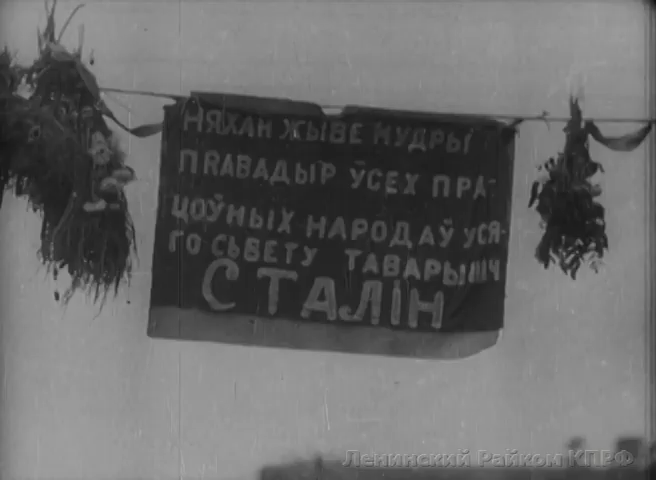 НЯХАЙ ЖЫВЕ МУДРЫ
ПRАВАДЫР ЎСЕХ ПРА-
ЦОЎНЫХ НАРОДАЎ УСЯ-
ГО СЬВЕТУ ТАВАРЫШЧ
СТАЛІН
Ленинский Райком КПРФ